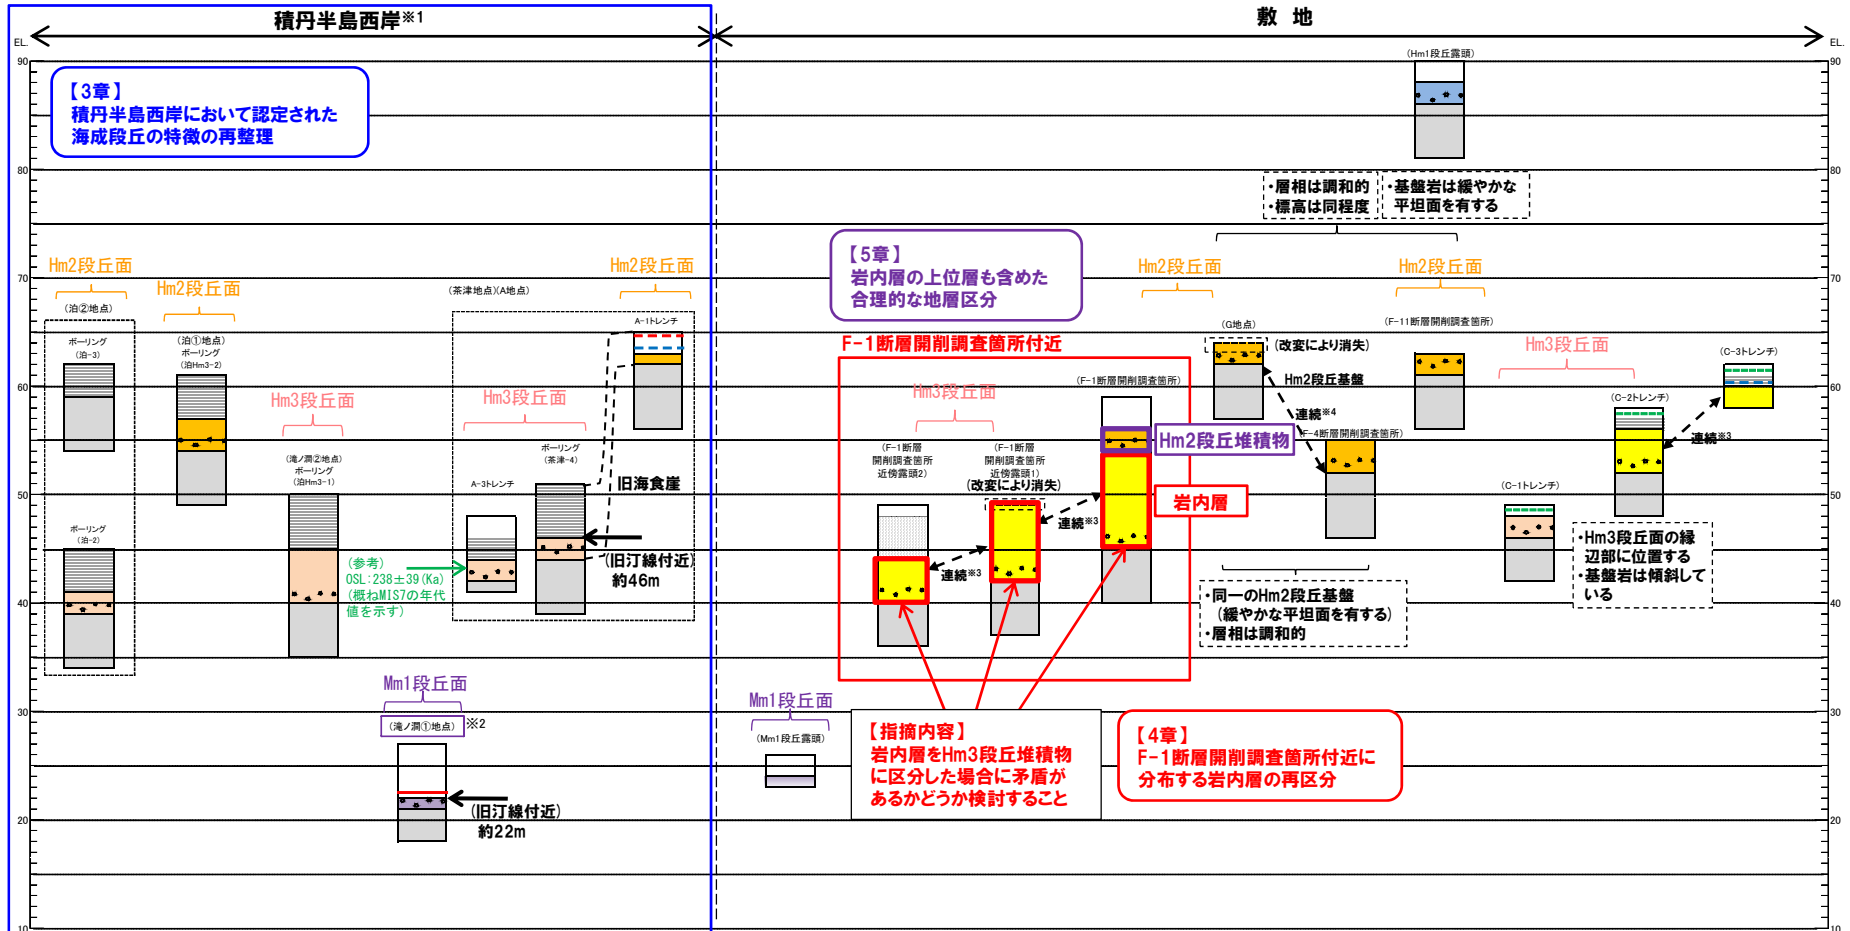 積丹半島西岸※1
敷 地
EL.
EL.
90
90
80
80
70
70
60
60
50
50
40
40
30
30
20
20
10
10
【3章】
積丹半島西岸において認定された
海成段丘の特徴の再整理
Hm2段丘面
(泊②地点)
ボーリング
(泊-3)
ボーリング
(泊-2)
Hm2段丘面
(泊①地点)
ボーリング
(泊Hm3-2)
Hm3段丘面
(滝ノ澗②地点)
ボーリング
(泊Hm3-1)
(参考)
OSL:238±39(Ka)
(概ねMIS7の年代
値を示す)
Mm1段丘面
(滝ノ澗①地点)
※2
(旧汀線付近)
約22m
(茶津地点)(A地点)
Hm3段丘面
A-3トレンチ
ボーリング
(茶津-4)
Hm2段丘面
A-1トレンチ
旧海食崖
(旧汀線付近)
約46m
Mm1段丘面
(Mm1段丘露頭)
【5章】
岩内層の上位層も含めた
合理的な地層区分
F-1断層開削調査箇所付近
Hm3段丘面
(F-1断層
開削調査箇所
近傍露頭2)
(F-1断層
開削調査箇所
近傍露頭1)
(改変により消失)
連続※3
連続※3
(F-1断層開削調査箇所)
Hm2段丘堆積物
岩内層
【指摘内容】
岩内層をHm3段丘堆積物
に区分した場合に矛盾が
あるかどうか検討すること
【4章】
F-1断層開削調査箇所付近に
分布する岩内層の再区分
(Hm1段丘露頭)
・層相は調和的
・標高は同程度
・基盤岩は緩やかな
平坦面を有する
Hm2段丘面
(G地点)
(改変により消失)
Hm2段丘基盤
連続※4
(F-4断層開削調査箇所)
・同一のHm2段丘基盤
(緩やかな平坦面を有する)
・層相は調和的
Hm2段丘面
(F-11断層開削調査箇所)
Hm3段丘面
(C-1トレンチ)
(C-2トレンチ)
(C-3トレンチ)
連続※3
・Hm3段丘面の縁
辺部に位置する
・基盤岩は傾斜して
いる